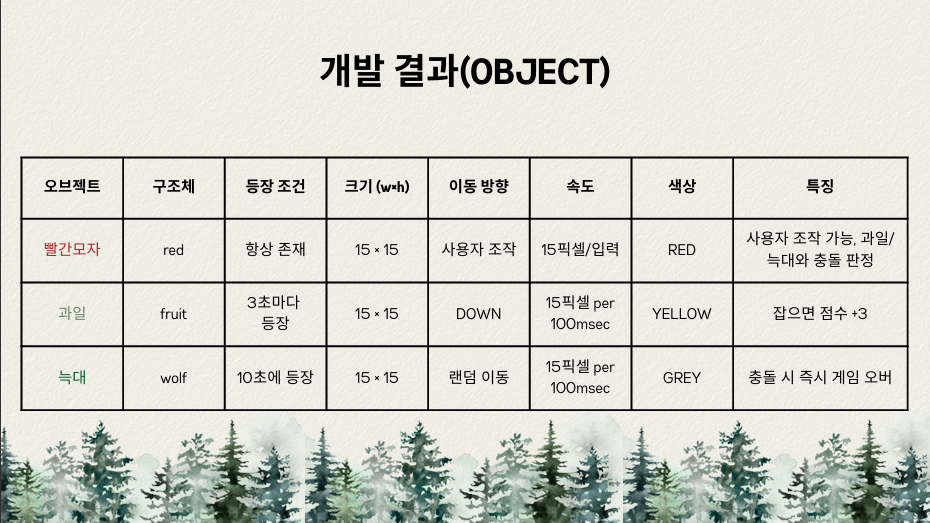 개발 결과(OBJECT)
오브젝트 구조체 등장 조건 크기 (w×h) 이동 방향 속도 색상 특징
빨간모자 red 항상 존재 15 × 15 사용자 조작 15픽셀/입력 RED 사용자 조작 가능, 과일/
늑대와 충돌 판정
과일 fruit 3초마다
등장 15 × 15 DOWN 15픽셀 per
100msec YELLOW 잡으면 점수 +3
늑대 wolf 10초에 등장 15 × 15 랜덤 이동 15픽셀 per
100msec GREY 충돌 시 즉시 게임 오버